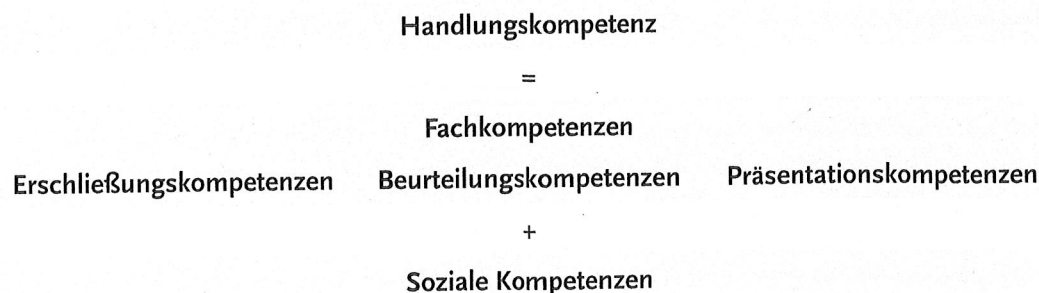 Handlungskompetenz
=
Fachkompetenzen
Erschließungskompetenzen Beurteilungskompetenzen Präsentationskompetenzen
+
Soziale Kompetenzen